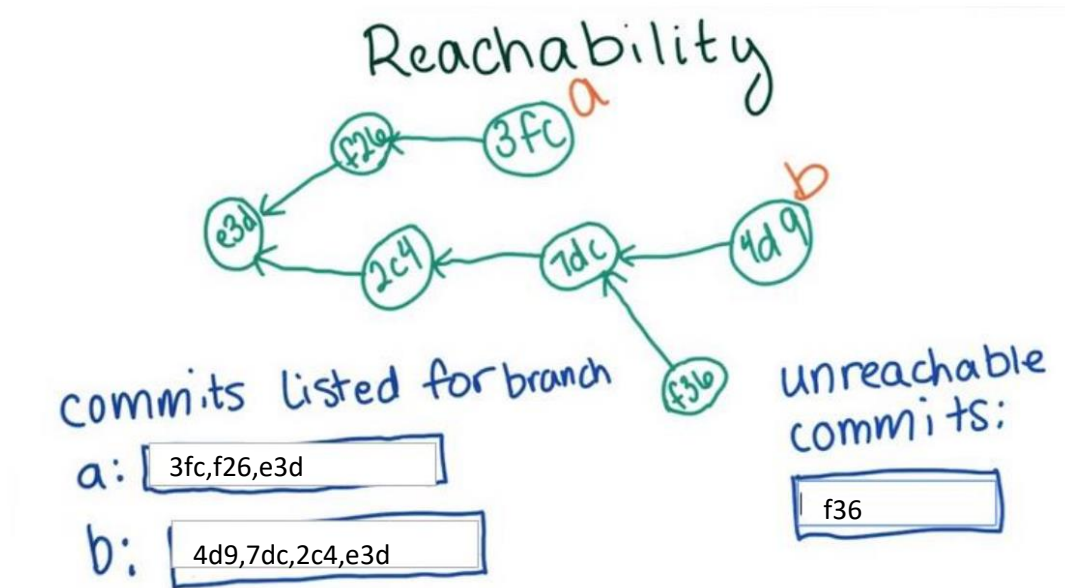 Reachability
a
f26
3fc
b
e3d
2c4
7dc
4d9
f36
commits listed for branch
a: 3fc,f26,e3d
b: 4d9,7dc,2c4,e3d
unreachable
commits:
f36